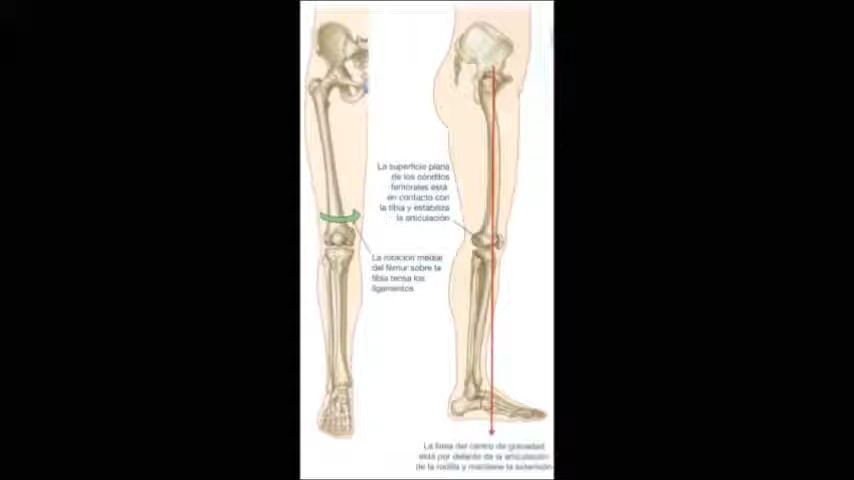 La superficie plana
de los cóndilos
femorales está
en contacto con
la tibia y estabiliza
la articulación
La rotación medial
del fémur sobre la
tibia tensa los
ligamentos
La línea del centro de gravedad
está por delante de la articulación
de la rodilla y mantiene la extensión